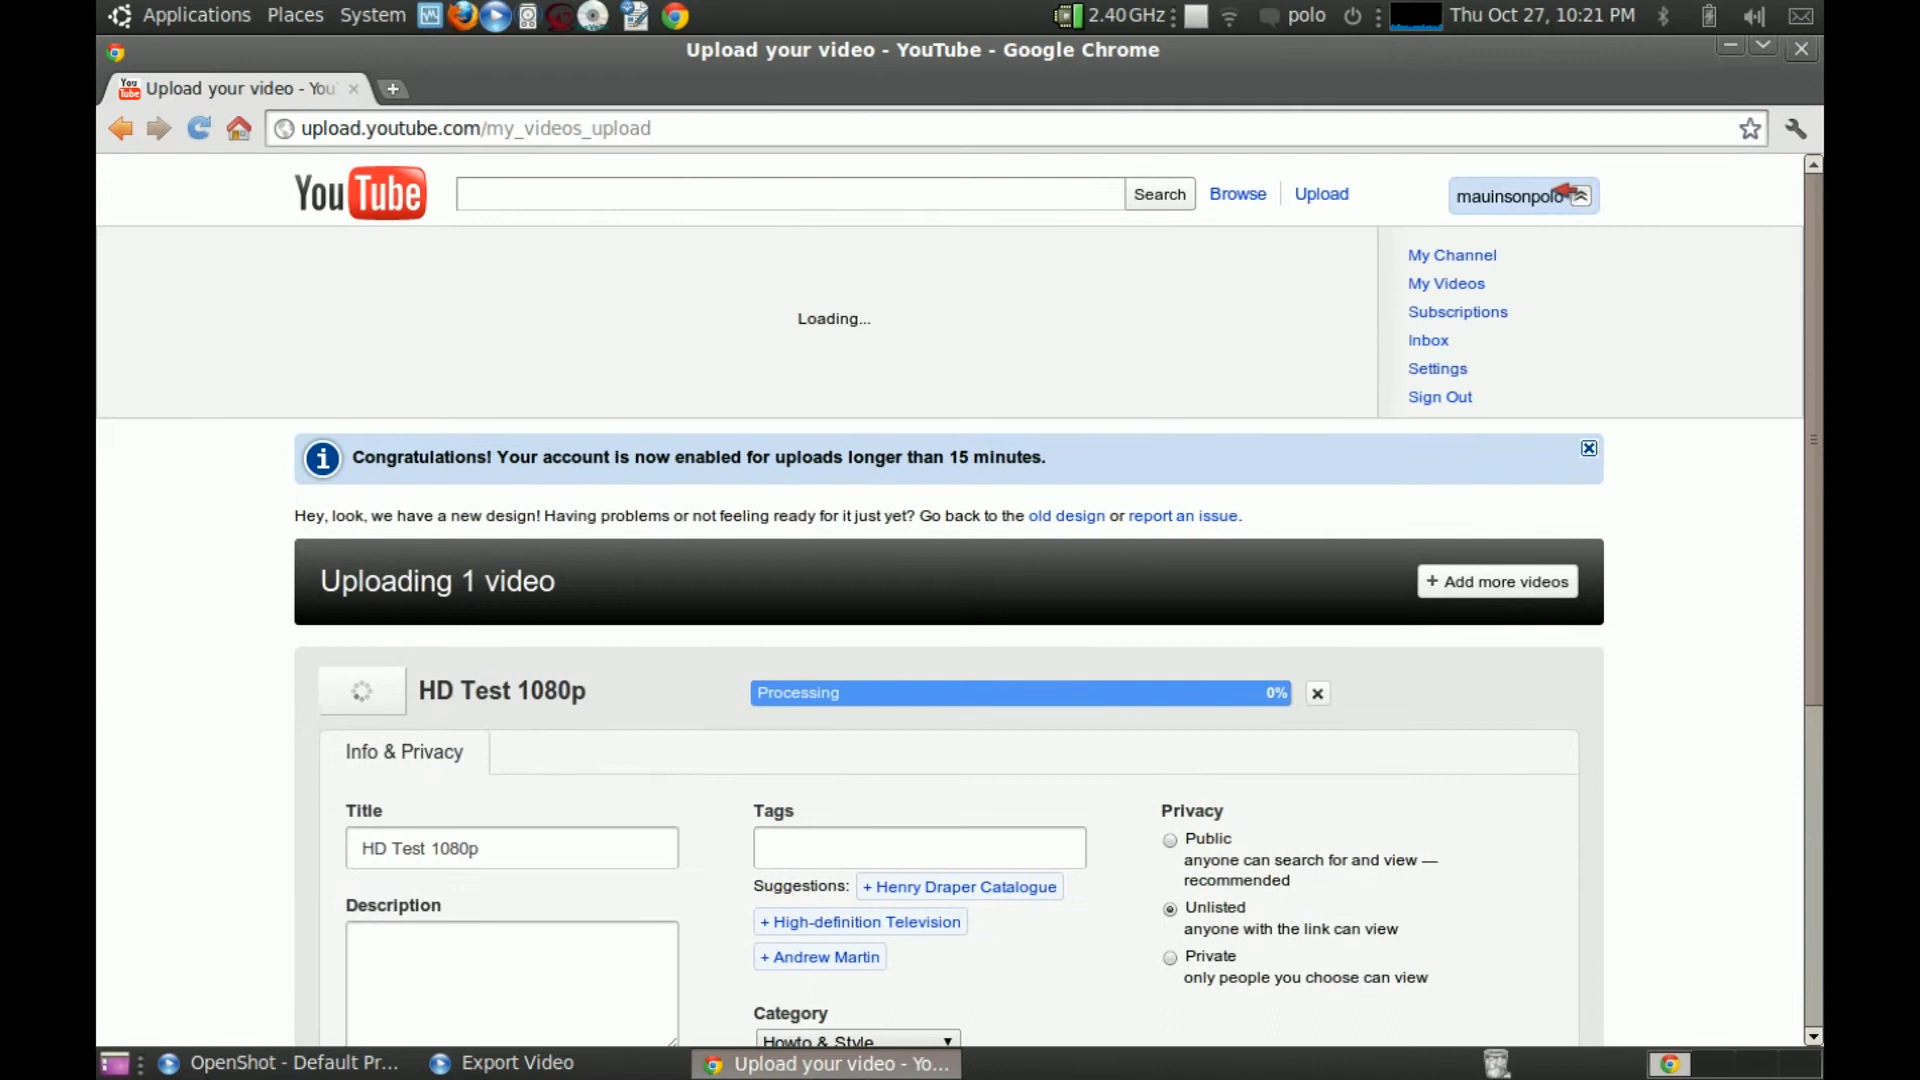 Applications Places System 2.40 GHz polo Thu Oct 27, 10:21 PM
Upload your video - YouTube - Google Chrome
Upload your video - You
upload.youtube.com/my_videos_upload
YouTube Search Browse Upload mauinsonpolo
Loading...
My Channel
My Videos
Subscriptions
Inbox
Settings
Sign Out
Congratulations! Your account is now enabled for uploads longer than 15 minutes.
Hey, look, we have a new design! Having problems or not feeling ready for it just yet? Go back to the old design or report an issue.
Uploading 1 video + Add more videos
HD Test 1080p Processing 0%
Info & Privacy
Title
HD Test 1080p
Description
Tags
Suggestions: + Henry Draper Catalogue
+ High-definition Television
+ Andrew Martin
Category
Howto & Style
Privacy
Public
anyone can search for and view —
recommended
Unlisted
anyone with the link can view
Private
only people you choose can view
OpenShot - Default Pr... Export Video Upload your video - Yo...